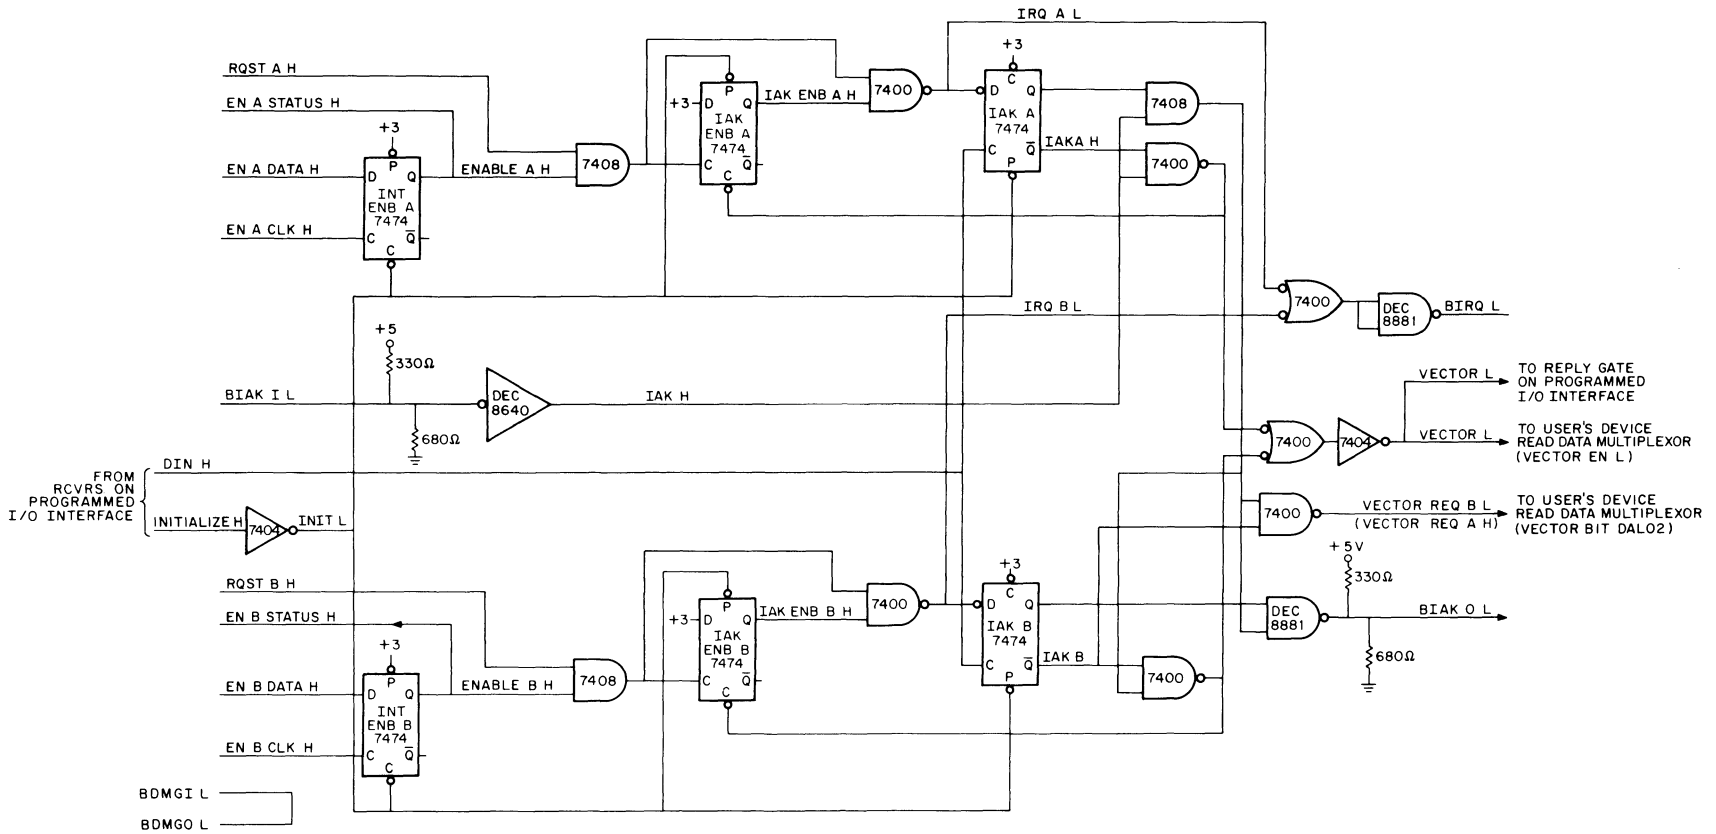 IRQ A L
+3
RQST A H
EN A STATUS H
+3
EN A DATA H
EN A CLK H
D P Q
INT
ENB A
7474
C Q̅
C
ENABLE A H
7408
+3
P
D Q
IAK
ENB A
7474
C Q̅
C
IAK ENB A H
7400
C
D Q
IAK A
7474
C Q̅
P
IAKA H
7408
7400
IRQ B L
7400
DEC
8881
BIRQ L
+5
330Ω
BIAK I L
680Ω
DEC
8640
IAK H
VECTOR L
TO REPLY GATE
ON PROGRAMMED
I/O INTERFACE
7400
7404
VECTOR L
TO USER'S DEVICE
READ DATA MULTIPLEXOR
(VECTOR EN L)
FROM
RCVRS ON
PROGRAMMED
I/O INTERFACE
DIN H
INITIALIZE H
7404
INIT L
7400
VECTOR REQ B L
(VECTOR REQ A H)
TO USER'S DEVICE
READ DATA MULTIPLEXOR
(VECTOR BIT DALO2)
+5V
330Ω
RQST B H
EN B STATUS H
+3
EN B DATA H
EN B CLK H
D P Q
INT
ENB B
7474
C Q̅
C
ENABLE B H
7408
+3
P
D Q
IAK
ENB B
7474
C Q̅
C
IAK ENB B H
7400
+3
C
D Q
IAK B
7474
C Q̅
P
IAK B
7400
DEC
8881
BIAK O L
680Ω
BDMGI L
BDMGO L